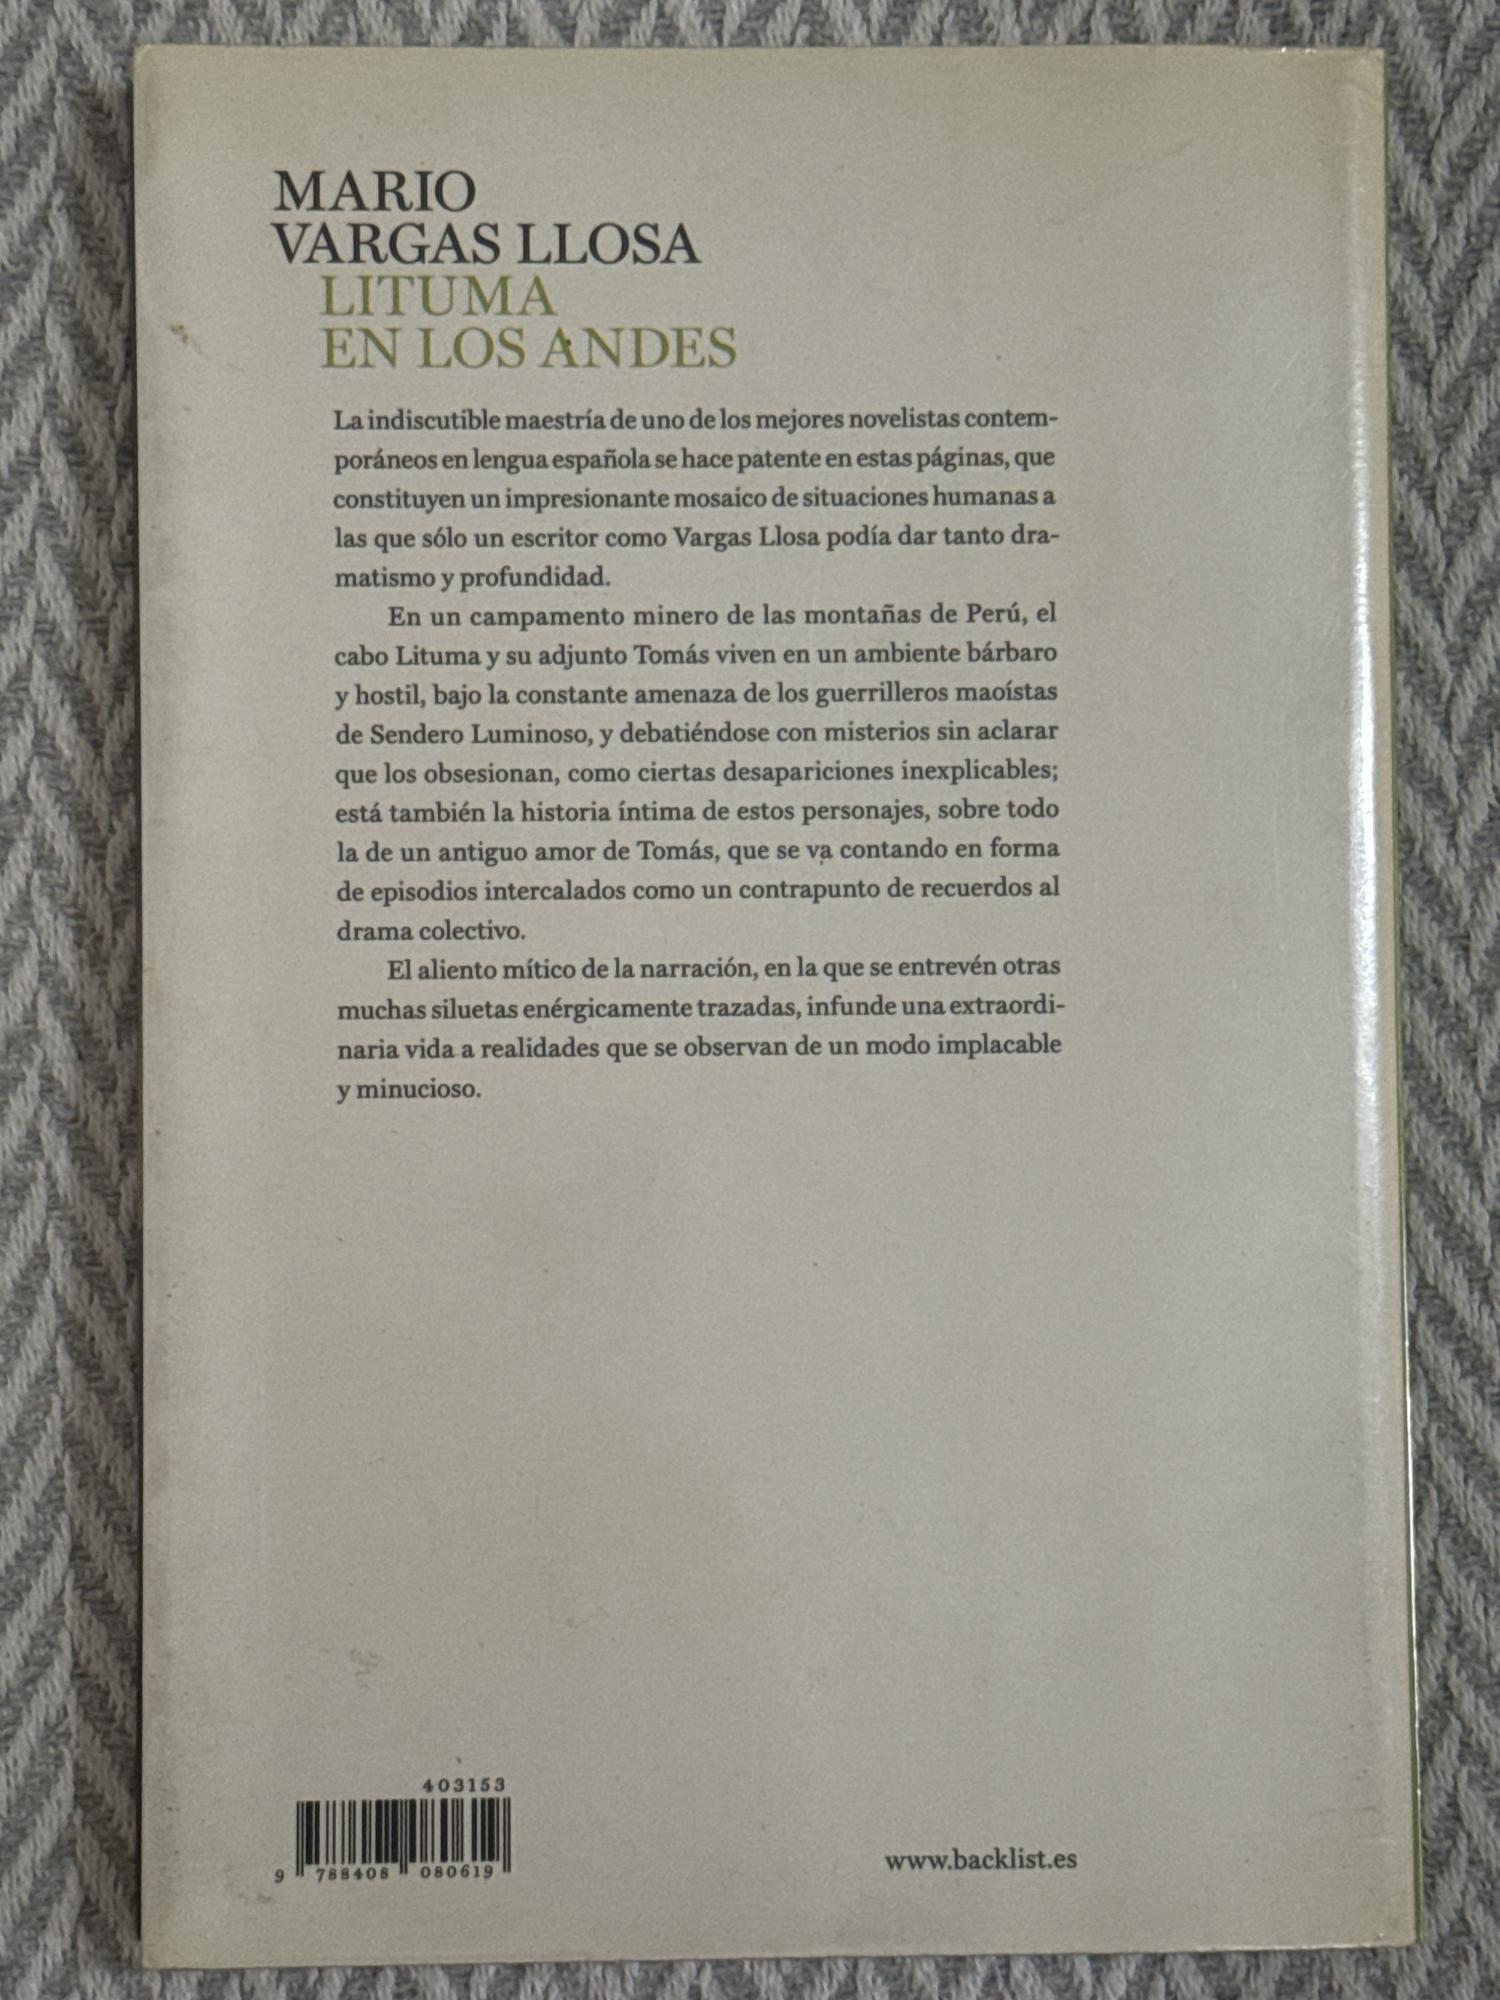 MARIO
VARGAS LLOSA
LITUMA
EN LOS ANDES
La indiscutible maestría de uno de los mejores novelistas contem-
poráneos en lengua española se hace patente en estas páginas, que
constituyen un impresionante mosaico de situaciones humanas a
las que sólo un escritor como Vargas Llosa podía dar tanto dra-
matismo y profundidad.
En un campamento minero de las montañas de Perú, el
cabo Lituma y su adjunto Tomás viven en un ambiente bárbaro
y hostil, bajo la constante amenaza de los guerrilleros maoístas
de Sendero Luminoso, y debatiéndose con misterios sin aclarar
que los obsesionan, como ciertas desapariciones inexplicables;
está también la historia íntima de estos personajes, sobre todo
la de un antiguo amor de Tomás, que se va contando en forma
de episodios intercalados como un contrapunto de recuerdos al
drama colectivo.
El aliento mítico de la narración, en la que se entrevén otras
muchas siluetas enérgicamente trazadas, infunde una extraordi-
naria vida a realidades que se observan de un modo implacable
y minucioso.
403153
9 788408 080619
www.backlist.es